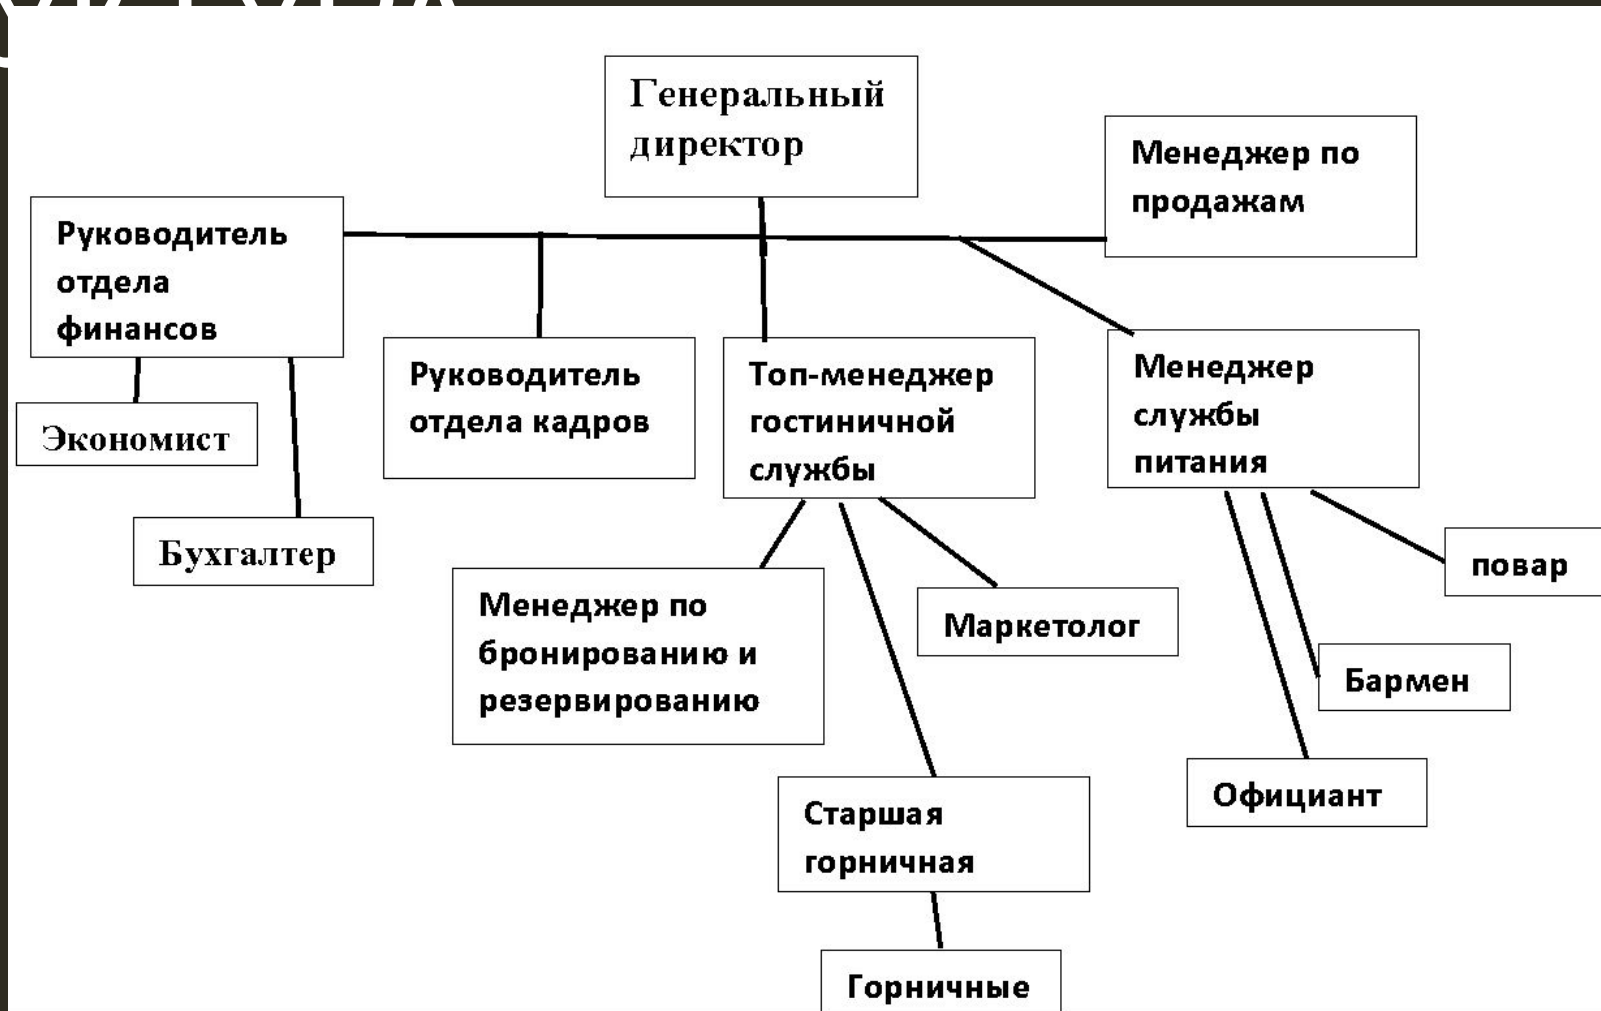 Генеральный
директор
Менеджер по
продажам
Руководитель
отдела
финансов
Руководитель
отдела кадров
Топ-менеджер
гостиничной
службы
Менеджер
службы
питания
Экономист
Бухгалтер
Менеджер по
бронированию и
резервированию
Маркетолог
повар
Бармен
Официант
Старшая
горничная
Горничные